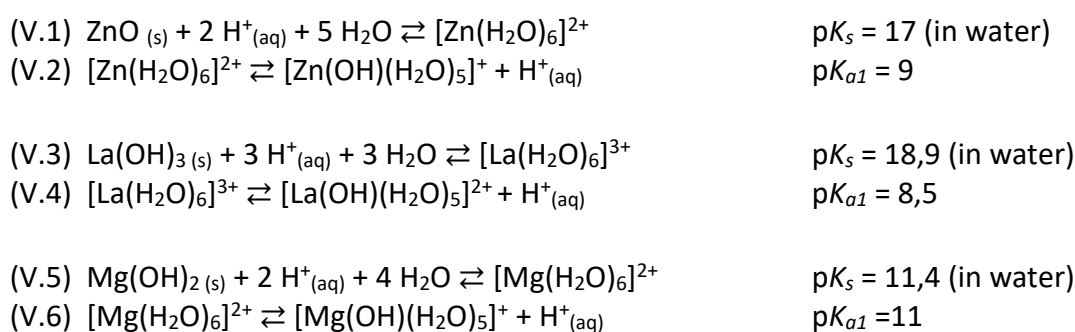 (V.1) ZnO (s) + 2 H⁺(aq) + 5 H₂O ⇄ [Zn(H₂O)₆]²⁺ pKₛ = 17 (in water)
(V.2) [Zn(H₂O)₆]²⁺ ⇄ [Zn(OH)(H₂O)₅]⁺ + H⁺(aq) pKₐ₁ = 9
(V.3) La(OH)₃ (s) + 3 H⁺(aq) + 3 H₂O ⇄ [La(H₂O)₆]³⁺ pKₛ = 18,9 (in water)
(V.4) [La(H₂O)₆]³⁺ ⇄ [La(OH)(H₂O)₅]²⁺ + H⁺(aq) pKₐ₁ = 8,5
(V.5) Mg(OH)₂ (s) + 2 H⁺(aq) + 4 H₂O ⇄ [Mg(H₂O)₆]²⁺ pKₛ = 11,4 (in water)
(V.6) [Mg(H₂O)₆]²⁺ ⇄ [Mg(OH)(H₂O)₅]⁺ + H⁺(aq) pKₐ₁ =11